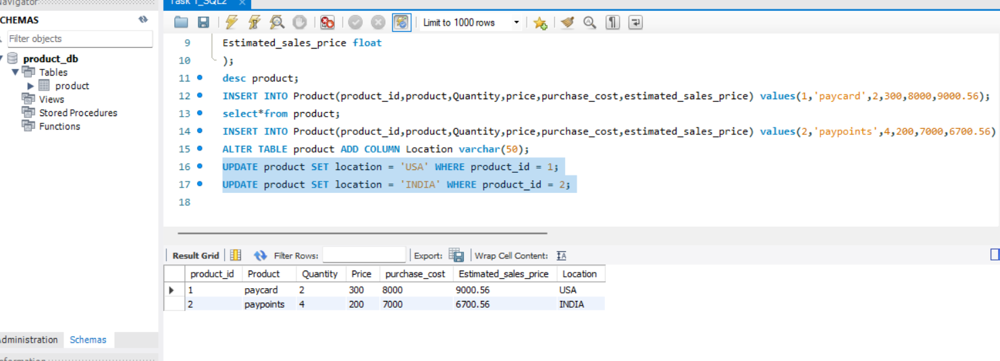 Task 1_SQL2 ×
SCHEMAS
Filter objects
product_db
Tables
product
Views
Stored Procedures
Functions
Administration Schemas
Limit to 1000 rows
9 Estimated_sales_price float
10 );
11 desc product;
12 INSERT INTO Product(product_id,product,Quantity,price,purchase_cost,estimated_sales_price) values(1,'paycard',2,300,8000,9000.56);
13 select*from product;
14 INSERT INTO Product(product_id,product,Quantity,price,purchase_cost,estimated_sales_price) values(2,'paypoints',4,200,7000,6700.56)
15 ALTER TABLE product ADD COLUMN Location varchar(50);
16 UPDATE product SET location = 'USA' WHERE product_id = 1;
17 UPDATE product SET location = 'INDIA' WHERE product_id = 2;
18
Result Grid Filter Rows: Export: Wrap Cell Content:
product_id Product Quantity Price purchase_cost Estimated_sales_price Location
1 paycard 2 300 8000 9000.56 USA
2 paypoints 4 200 7000 6700.56 INDIA